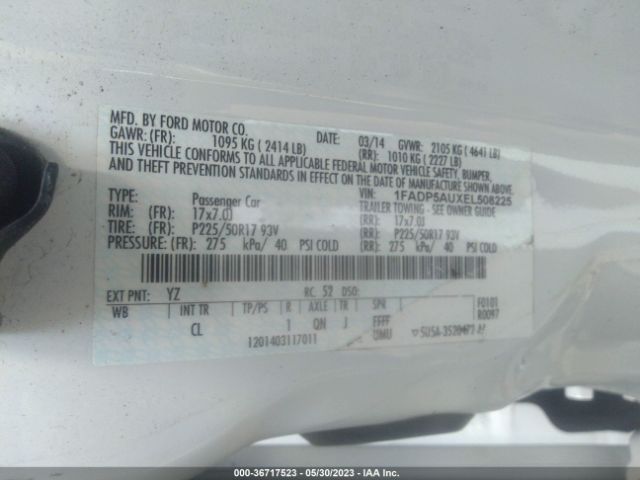 MFD. BY FORD MOTOR CO.
DATE: 03/14 GVWR: 2105 KG ( 4641 LB)
GAWR: (FR): 1095 KG ( 2414 LB) (RR): 1010 KG ( 2227 LB)
THIS VEHICLE CONFORMS TO ALL APPLICABLE FEDERAL MOTOR VEHICLE SAFETY, BUMPER,
AND THEFT PREVENTION STANDARDS IN EFFECT ON THE DATE OF MANUFACTURE SHOWN ABOVE.
VIN: 1FADP5AUXEL508225
TYPE: Passenger Car TRAILER TOWING - SEE OWNER GUIDE
RIM: (FR): 17x7.0J (RR): 17x7.0J
TIRE: (FR): P225/50R17 93V (RR): P225/50R17 93V
PRESSURE: (FR): 275 kPa/ 40 PSI COLD (RR): 275 kPa/ 40 PSI COLD
EXT PNT: YZ RC: 52 DSO:
WB INT TR TP/PS R AXLE TR SPR F0101
R0097
CL 1 QN J FFFF
1201403117011 UMU
000-36717523 - 05/30/2023 - IAA Inc.